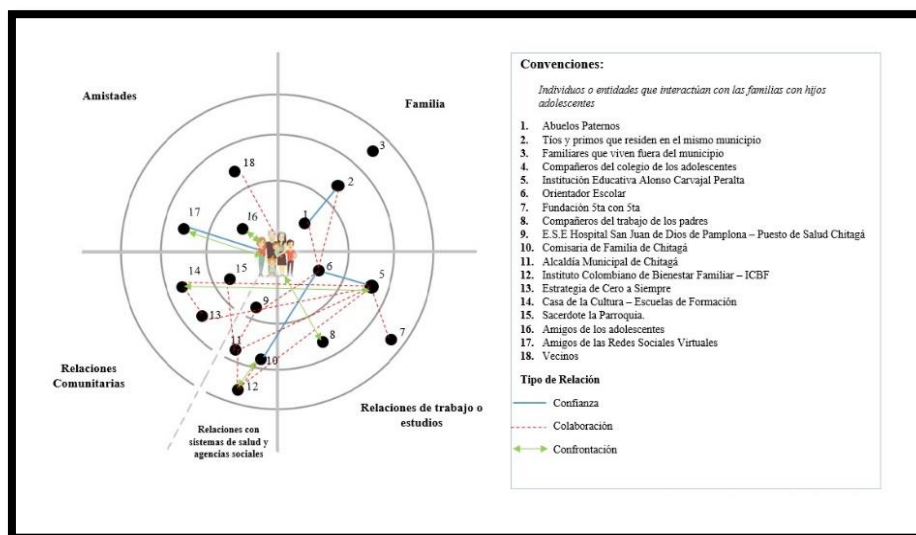 Amistades
Familia
3
18
2
17
16
1
6
14
15
5
13
9
11
8
7
10
12
Relaciones
Comunitarias
Relaciones de trabajo o
estudios
Relaciones con
sistemas de salud y
agencias sociales
Convenciones:
Individuos o entidades que interactúan con las familias con hijos
adolescentes
1. Abuelos Paternos
2. Tíos y primos que residen en el mismo municipio
3. Familiares que viven fuera del municipio
4. Compañeros del colegio de los adolescentes
5. Institución Educativa Alonso Carvajal Peralta
6. Orientador Escolar
7. Fundación 5ta con 5ta
8. Compañeros del trabajo de los padres
9. E.S.E Hospital San Juan de Dios de Pamplona – Puesto de Salud Chitagá
10. Comisaria de Familia de Chitagá
11. Alcaldía Municipal de Chitagá
12. Instituto Colombiano de Bienestar Familiar – ICBF
13. Estrategia de Cero a Siempre
14. Casa de la Cultura – Escuelas de Formación
15. Sacerdote la Parroquia.
16. Amigos de los adolescentes
17. Amigos de las Redes Sociales Virtuales
18. Vecinos
Tipo de Relación
Confianza
Colaboración
Confrontación